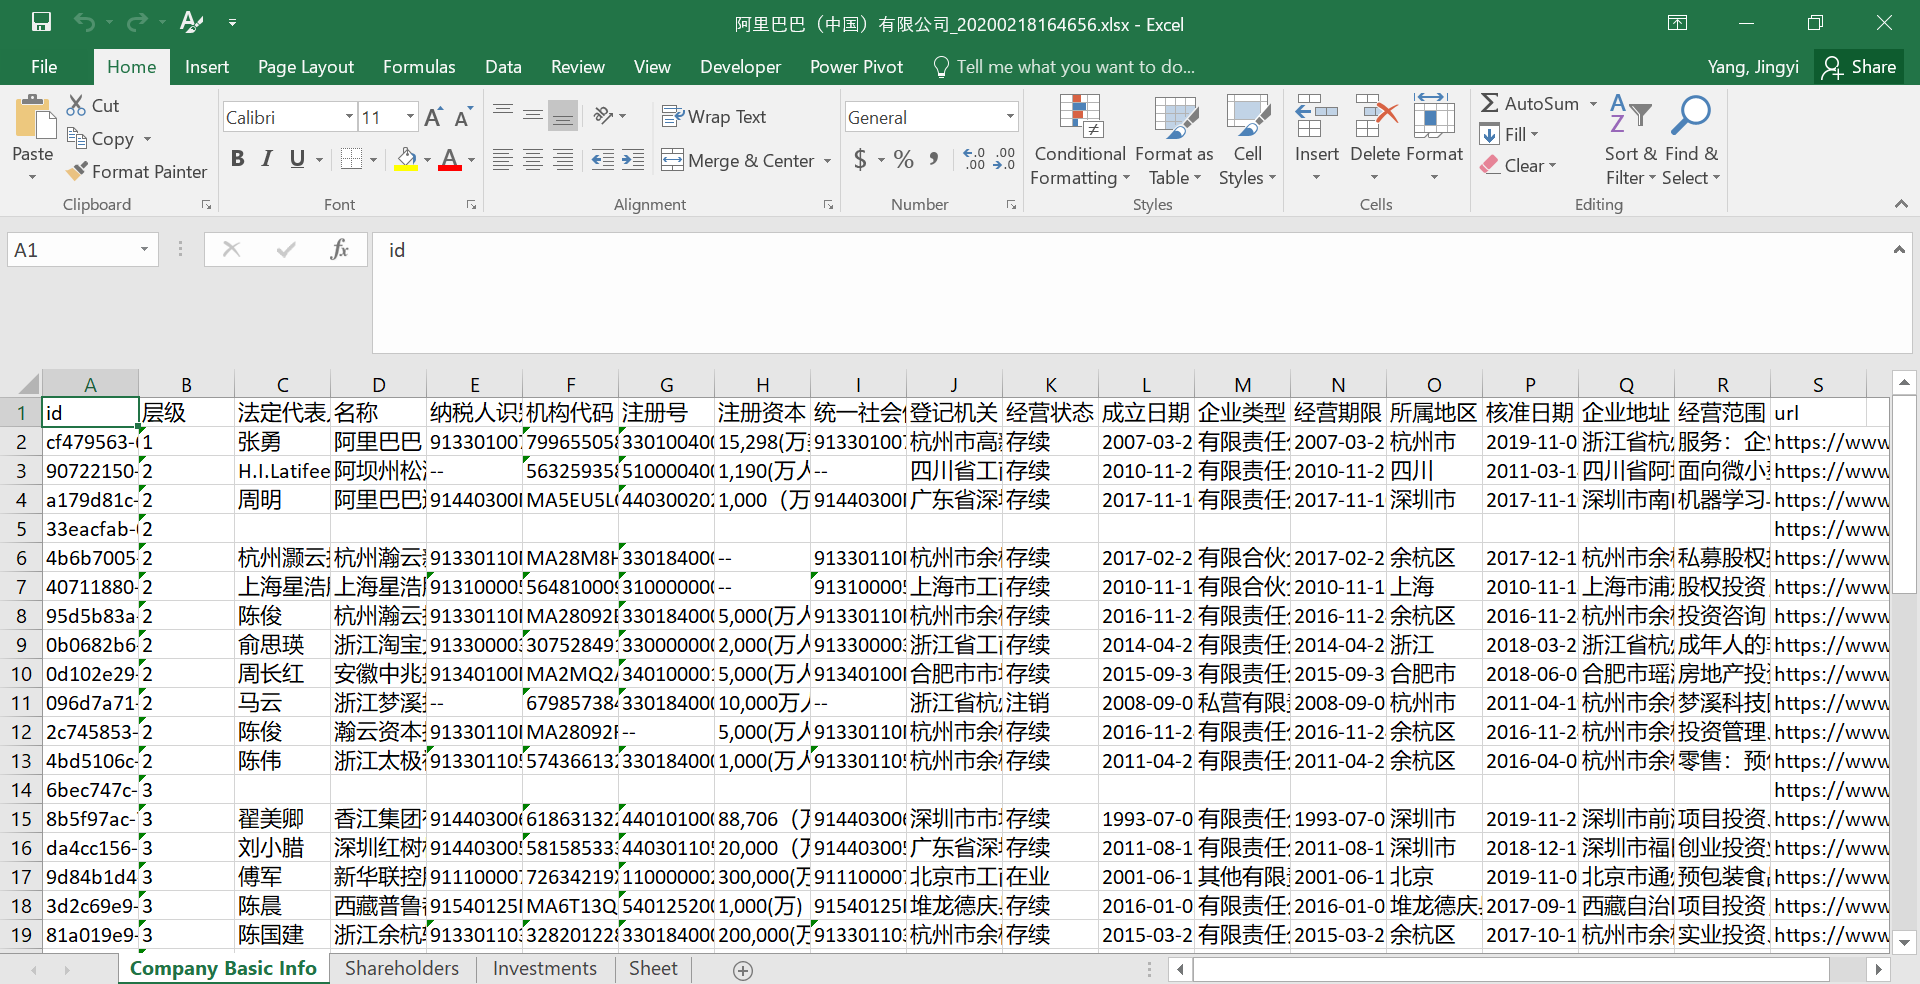 阿里巴巴（中国）有限公司_20200218164656.xlsx - Excel
File Home Insert Page Layout Formulas Data Review View Developer Power Pivot Tell me what you want to do... Yang, Jingyi Share
Cut
Copy
Format Painter
Paste
Clipboard
Calibri 11
B I U
Font
Wrap Text
Merge & Center
Alignment
General
$ % ,
Number
Conditional Formatting
Format as Table
Cell Styles
Styles
Insert Delete Format
Cells
AutoSum
Fill
Clear
Sort & Filter
Find & Select
Editing
A1 fx id
A B C D E F G H I J K L M N O P Q R S
1 id 层级 法定代表 名称 纳税人识 机构代码 注册号 注册资本 统一社会 登记机关 经营状态 成立日期 企业类型 经营期限 所属地区 核准日期 企业地址 经营范围 url
2 cf479563- 1 张勇 阿里巴巴 91330100 79965505 330100400 15,298(万 91330100 杭州市高 存续 2007-03-2 有限责任 2007-03-2 杭州市 2019-11-0 浙江省杭 服务：企 https://www
3 90722150- 2 H.I.Latifee 阿坝州松 -- 56325935 510000400 1,190(万人 -- 四川省工 存续 2010-11-2 有限责任 2010-11-2 四川 2011-03-1 四川省阿 面向微小 https://www
4 a179d81c- 2 周明 阿里巴巴 91440300 MA5EU5L 44030020 1,000（万 91440300 广东省深 存续 2017-11-1 有限责任 2017-11-1 深圳市 2017-11-1 深圳市南 机器学习 https://www
5 33eacfab- 2 https://www
6 4b6b7005- 2 杭州灏云 杭州瀚云 91330110 MA28M8H 330184000 -- 91330110 杭州市余 存续 2017-02-2 有限合伙 2017-02-2 余杭区 2017-12-1 杭州市余 私募股权 https://www
7 40711880- 2 上海星浩 上海星浩 91310000 56481000 310000000 -- 91310000 上海市工 存续 2010-11-1 有限合伙 2010-11-1 上海 2010-11-1 上海市浦 股权投资 https://www
8 95d5b83a- 2 陈俊 杭州瀚云 91330110 MA28092 330184000 5,000(万人 91330110 杭州市余 存续 2016-11-2 有限责任 2016-11-2 余杭区 2016-11-2 杭州市余 投资咨询 https://www
9 0b0682b6- 2 俞思瑛 浙江淘宝 91330000 30752849 330000000 2,000(万人 91330000 浙江省工 存续 2014-04-2 有限责任 2014-04-2 浙江 2018-03-2 浙江省杭 成年人的 https://www
10 0d102e29- 2 周长红 安徽中兆 91340100 MA2MQ2 34010000 5,000(万人 91340100 合肥市市 存续 2015-09-3 有限责任 2015-09-3 合肥市 2018-06-0 合肥市瑶 房地产投 https://www
11 096d7a71- 2 马云 浙江梦溪 -- 67985738 330184000 10,000万人 -- 浙江省杭 注销 2008-09-0 私营有限 2008-09-0 杭州市 2011-04-1 杭州市余 梦溪科技 https://www
12 2c745853- 2 陈俊 瀚云资本 91330110 MA28092 -- 5,000(万人 91330110 杭州市余 存续 2016-11-2 有限责任 2016-11-2 余杭区 2016-11-2 杭州市余 投资管理、 https://www
13 4bd5106c- 2 陈伟 浙江太极 91330110 57436613 330184000 1,000(万人 91330110 杭州市余 存续 2011-04-2 有限责任 2011-04-2 余杭区 2016-04-0 杭州市余 零售：预 https://www
14 6bec747c- 3 https://www
15 8b5f97ac- 3 翟美卿 香江集团 91440300 61863132 440101000 88,706（万 91440300 深圳市市 存续 1993-07-0 有限责任 1993-07-0 深圳市 2019-11-2 深圳市前 项目投资、 https://www
16 da4cc156- 3 刘小腊 深圳红树 91440300 58158533 44030110 20,000（万 91440300 广东省深 存续 2011-08-1 有限责任 2011-08-1 深圳市 2018-12-1 深圳市福 创业投资 https://www
17 9d84b1d4 3 傅军 新华联控 91110000 72634219 11000000 300,000(万 91110000 北京市工 在业 2001-06-1 其他有限 2001-06-1 北京 2019-11-0 北京市通 预包装食 https://www
18 3d2c69e9- 3 陈晨 西藏普鲁 91540125 MA6T13Q 540125200 1,000(万) 91540125 堆龙德庆 存续 2016-01-0 有限责任 2016-01-0 堆龙德庆 2017-09-1 西藏自治 项目投资 https://www
19 81a019e9- 3 陈国建 浙江余杭 91330110 32820122 330184000 200,000(万 91330110 杭州市余 存续 2015-03-2 有限责任 2015-03-2 余杭区 2017-10-1 杭州市余 实业投资、 https://www
Company Basic Info Shareholders Investments Sheet